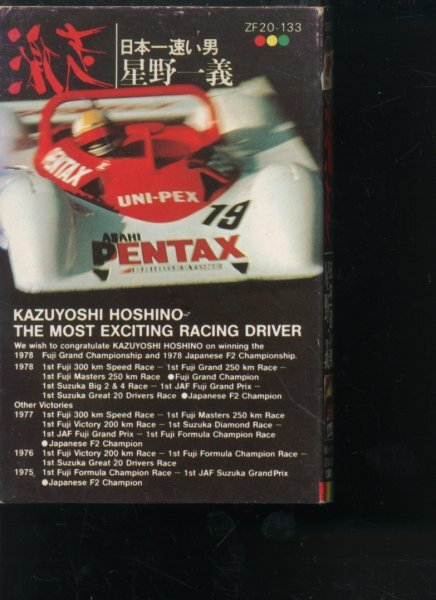 激走
日本一速い男
星野一義
ZF20-133
PENTAX
UNI-PEX
19
ASAHI
PENTAX
BRIDGESTONE
KAZUYOSHI HOSHINO
THE MOST EXCITING RACING DRIVER
We wish to congratulate KAZUYOSHI HOSHINO on winning the
1978 Fuji Grand Championship and 1978 Japanese F2 Championship.
1978 1st Fuji 300 km Speed Race – 1st Fuji Grand 250 km Race –
1st Fuji Masters 250 km Race ●Fuji Grand Champion
1st Suzuka Big 2 & 4 Race – 1st JAF Fuji Grand Prix –
1st Suzuka Great 20 Drivers Race ●Japanese F2 Champion
Other Victories
1977 1st Fuji 300 km Speed Race – 1st Fuji Masters 250 km Race
1st Fuji Victory 200 km Race – 1st Suzuka Diamond Race –
1st JAF Fuji Grand Prix – 1st Fuji Formula Champion Race
●Japanese F2 Champion
1976 1st Fuji Victory 200 km Race – 1st Fuji Formula Champion Race –
1st Suzuka Great 20 Drivers Race
1975 1st Fuji Formula Champion Race – 1st JAF Suzuka Grand Prix
●Japanese F2 Champion